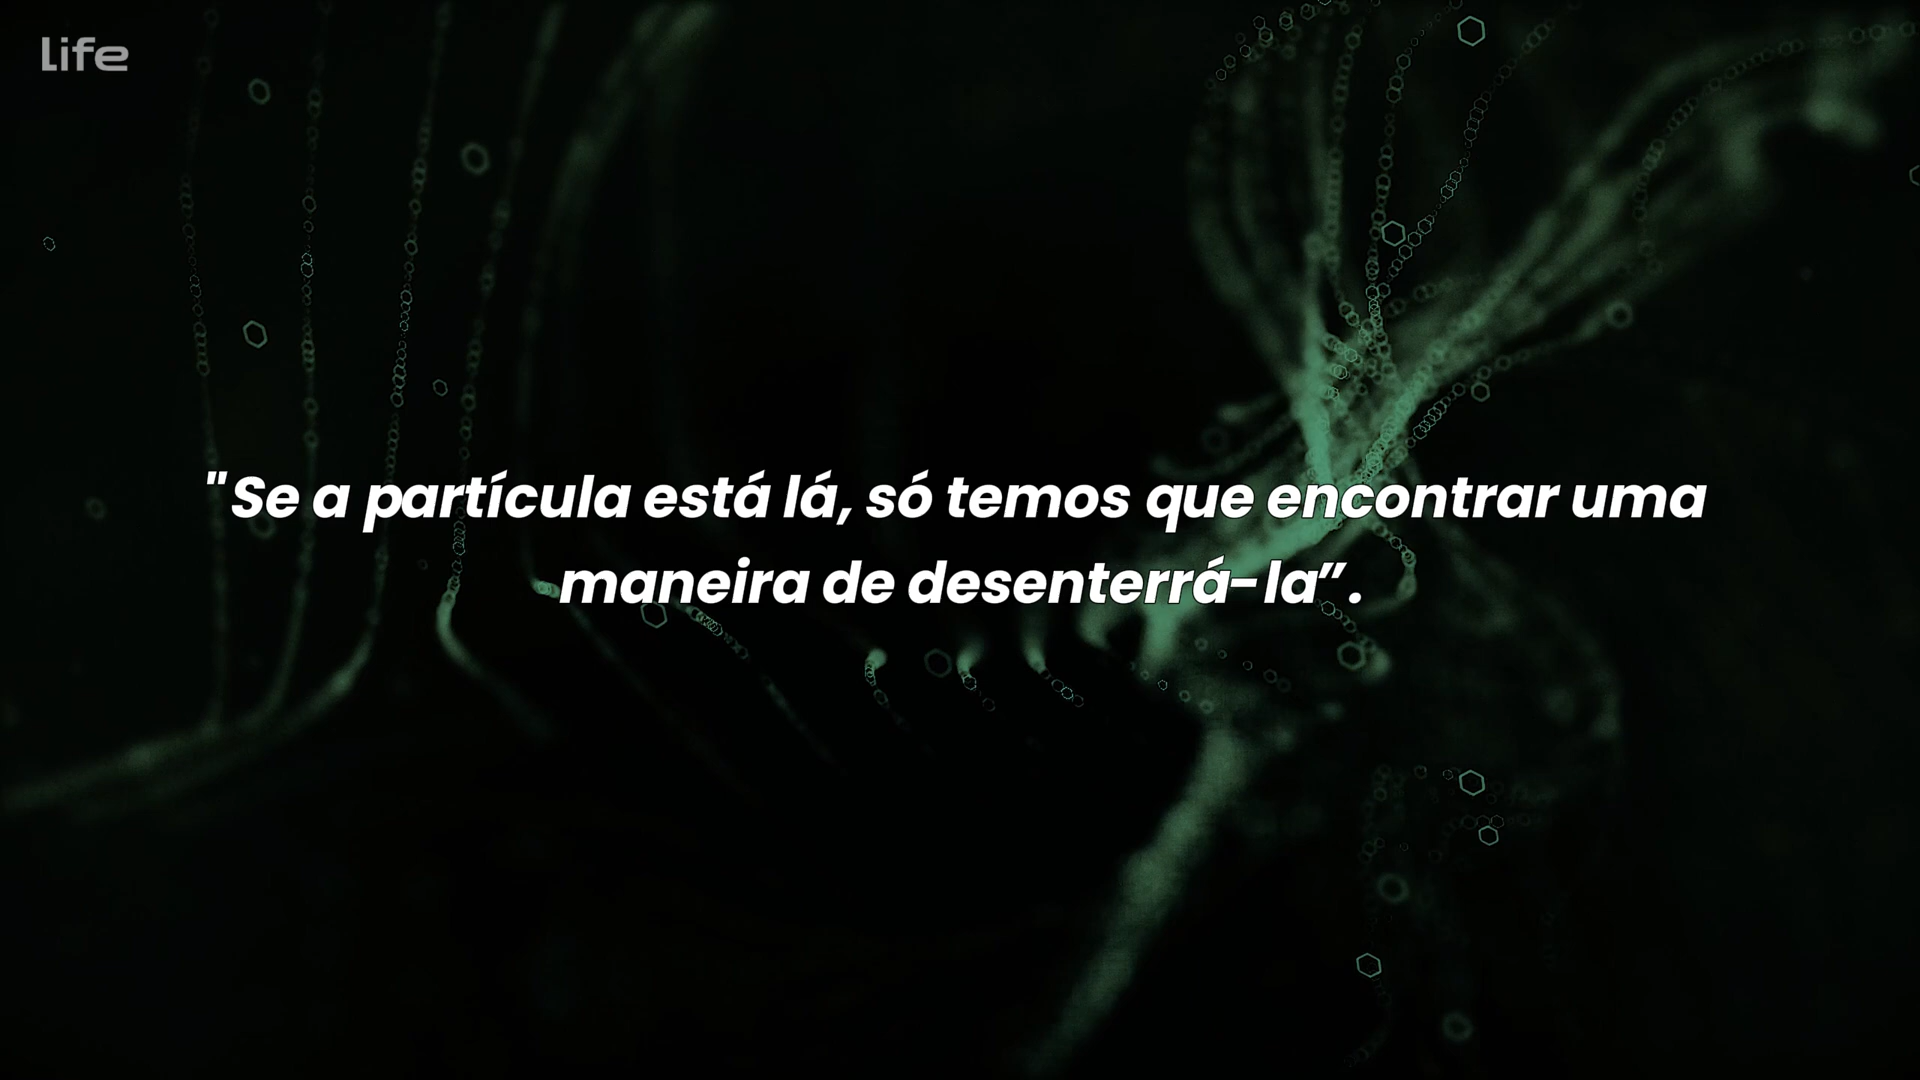 life
"Se a partícula está lá, só temos que encontrar uma
maneira de desenterrá-la”.